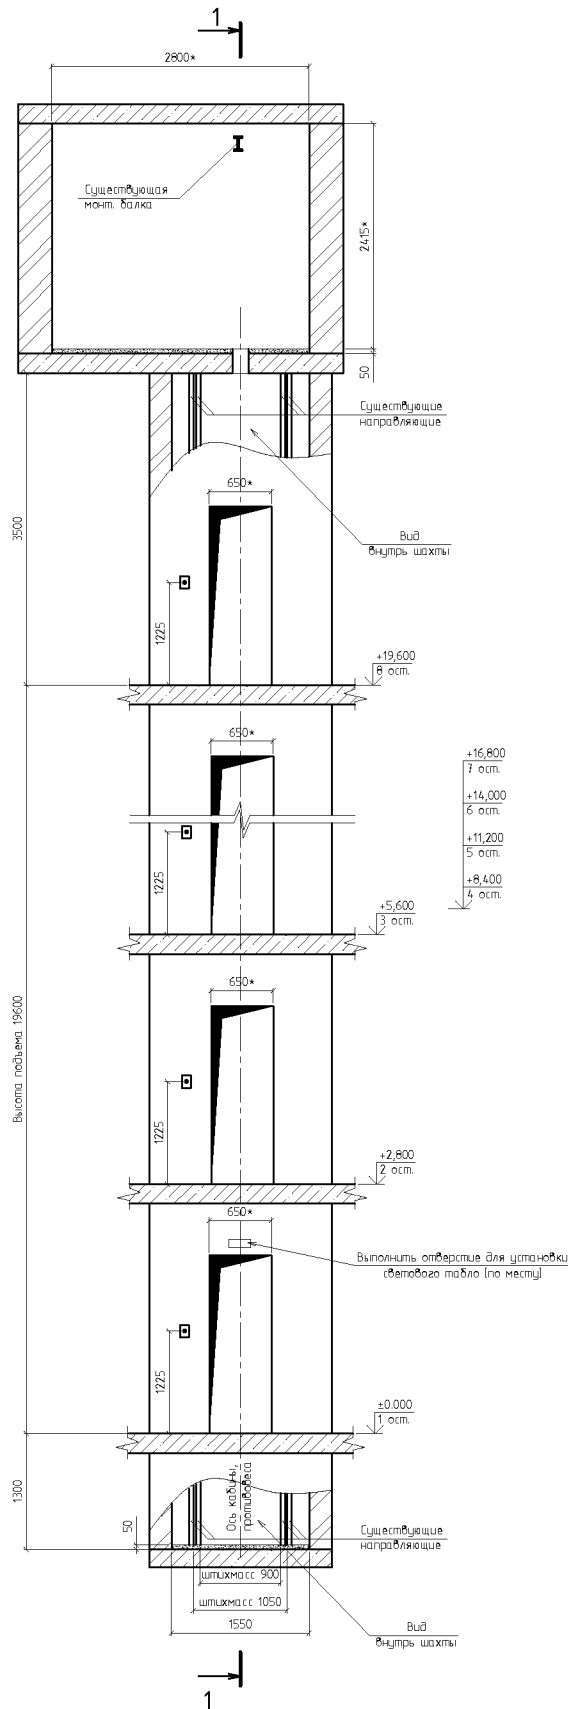 1
2800*
Существующая
монт. балка
2415*
50
Существующие
направляющие
650*
Вид
внутрь шахты
3500
1225
+19,600
8 ост.
650*
+16,800
7 ост.
+14,000
6 ост.
+11,200
5 ост.
+8,400
4 ост.
1225
+5,600
3 ост.
650*
Высота подъема 19600
1225
+2,800
2 ост.
650*
Выполнить отверстие для установки
светового табло (по месту)
1225
±0.000
1 ост.
1300
50
Ось кабины,
противовеса
Существующие
направляющие
штихмасс 900
штихмасс 1050
1550
Вид
внутрь шахты
1